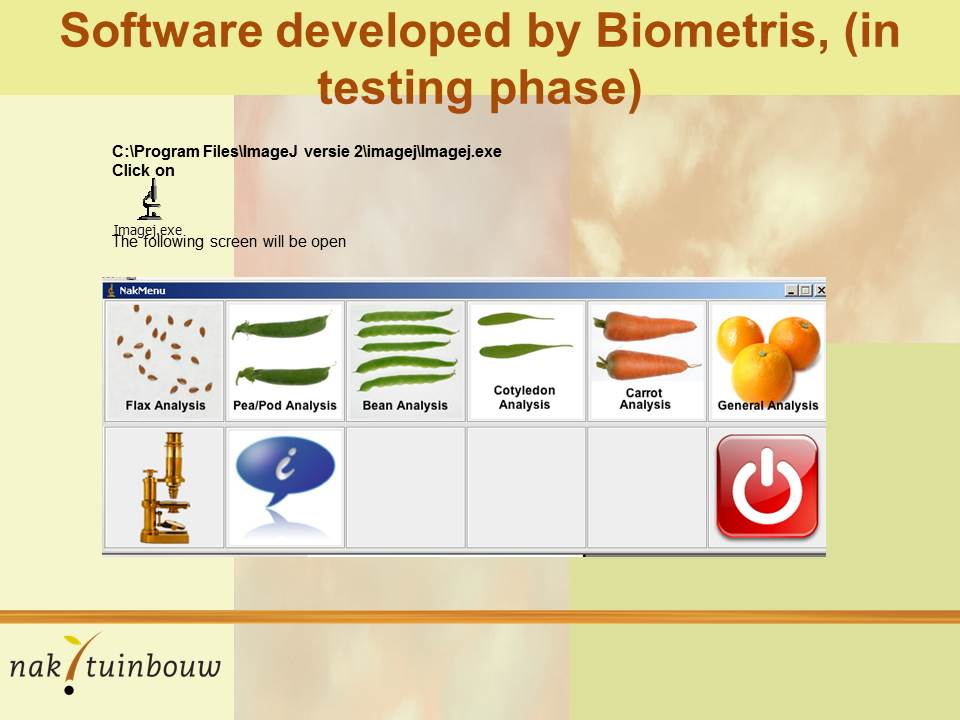 Software developed by Biometris, (in
testing phase)
C:\Program Files\ImageJ versie 2\imagej\Imagej.exe
Click on
Imagej.exe
The following screen will be open
NakMenu
Flax Analysis
Pea/Pod Analysis
Bean Analysis
Cotyledon
Analysis
Carrot
Analysis
General Analysis
i
nak tuinbouw